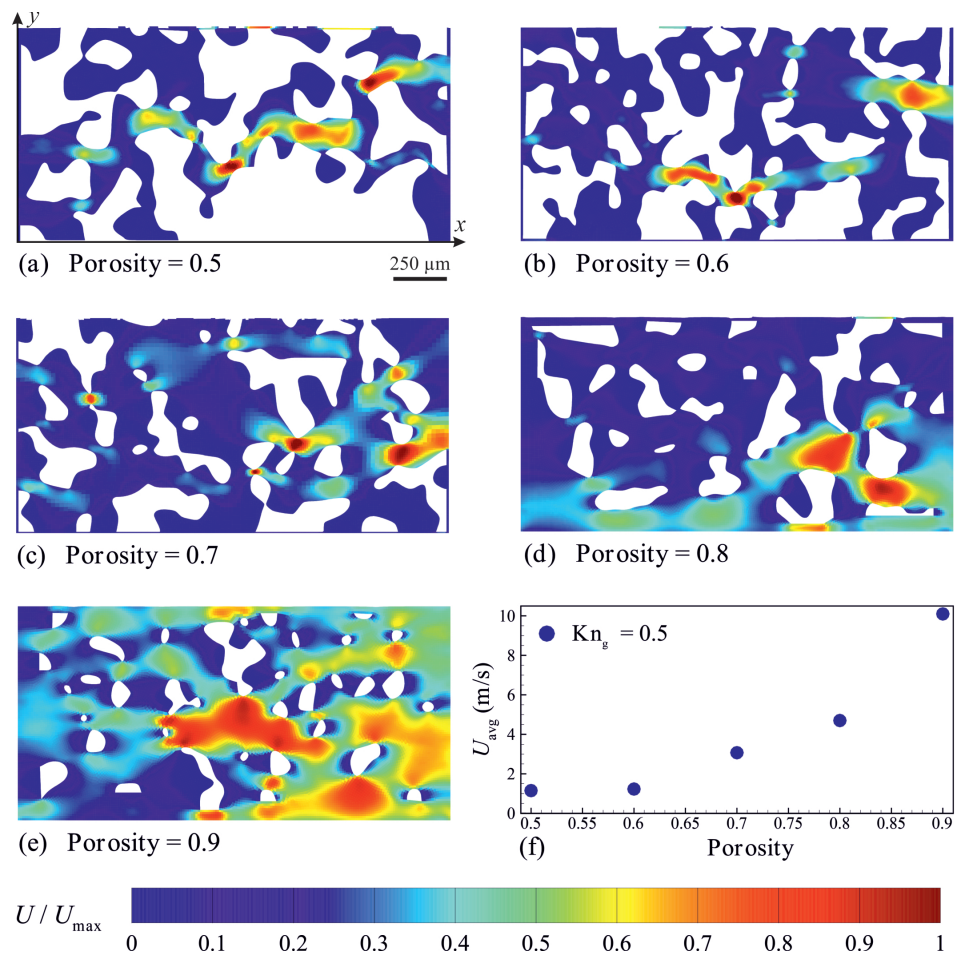 y
x
(a) Porosity = 0.5
250 µm
(b) Porosity = 0.6
(c) Porosity = 0.7
(d) Porosity = 0.8
(e) Porosity = 0.9
10
8
6
4
2
0
U avg (m/s)
Kn g = 0.5
0.5 0.55 0.6 0.65 0.7 0.75 0.8 0.85 0.9
(f) Porosity
U / U max
0 0.1 0.2 0.3 0.4 0.5 0.6 0.7 0.8 0.9 1